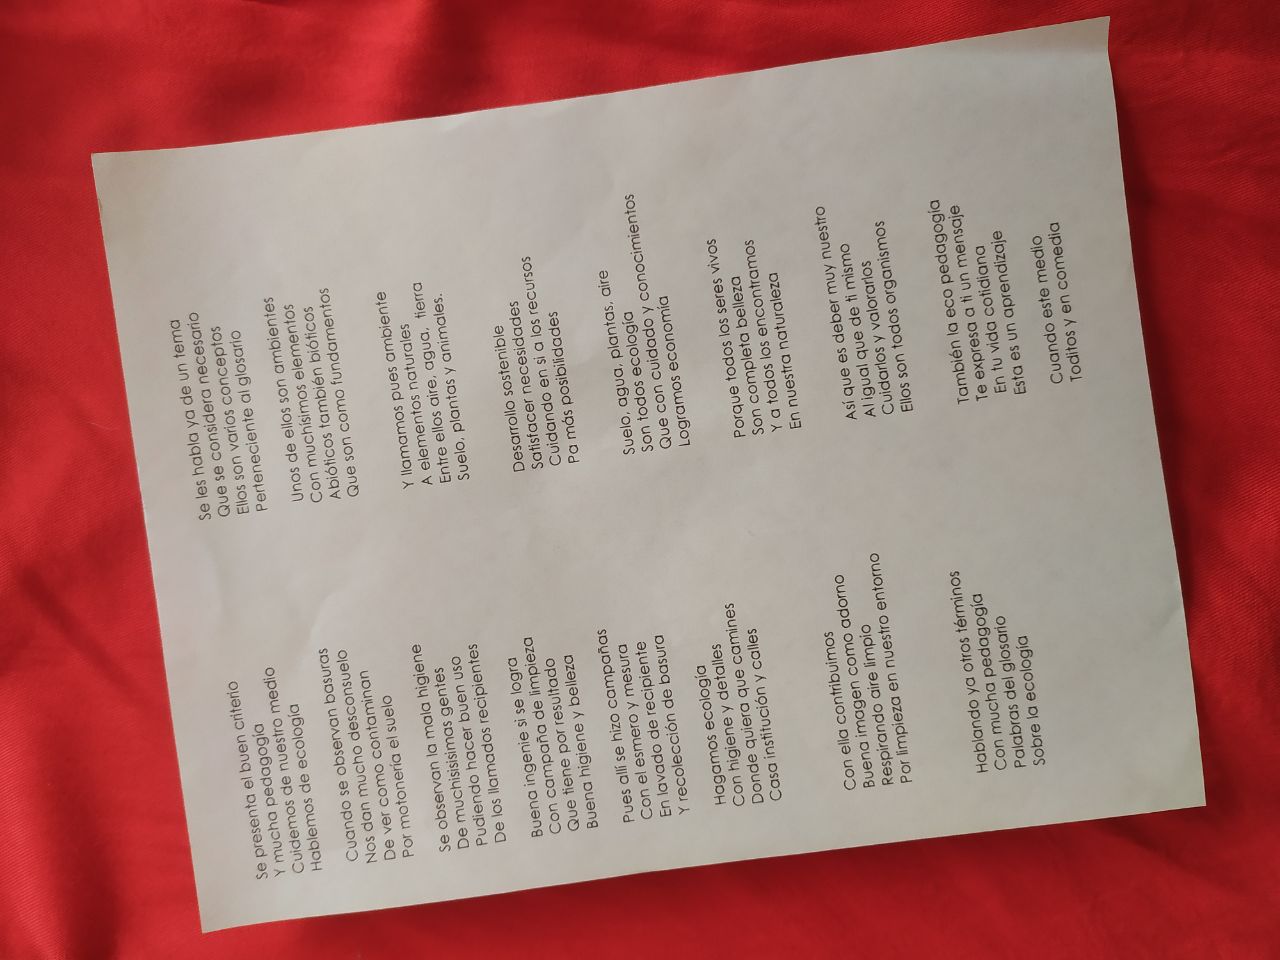 Se presenta el buen criterio
Y mucha pedagogía
Cuidemos de nuestro medio
Hablemos de ecología
Cuando se observan basuras
Nos dan mucho desconsuelo
De ver como contaminan
Por motonería el suelo
Se observan la mala higiene
De muchisisisimas gentes
Pudiendo hacer buen uso
De los llamados recipientes
Buena ingenie si se logra
Con campaña de limpieza
Que tiene por resultado
Buena higiene y belleza
Pues allí se hizo campañas
Con el esmero y mesura
En lavado de recipiente
Y recolección de basura
Hagamos ecología
Con higiene y detalles
Donde quiera que camines
Casa institución y calles
Con ella contribuimos
Buena imagen como adorno
Respirando aire limpio
Por limpieza en nuestro entorno
Hablando ya otros términos
Con mucha pedagogía
Palabras del glosario
Sobre la ecología
Se les habla ya de un tema
Que se considera necesario
Ellos son varios conceptos
Perteneciente al glosario
Unos de ellos son ambientes
Con muchísimos elementos
Abióticos también bióticos
Que son como fundamentos
Y llamamos pues ambiente
A elementos naturales
Entre ellos aire, agua, tierra
Suelo, plantas y animales.
Desarrollo sostenible
Satisfacer necesidades
Cuidando en si a los recursos
Pa más posibilidades
Suelo, agua, plantas, aire
Son todos ecología
Que con cuidado y conocimientos
Logramos economía
Porque todos los seres vivos
Son completa belleza
Y a todos los encontramos
En nuestra naturaleza
Así que es deber muy nuestro
Al igual que de ti mismo
Cuidarlos y valorarlos
Ellos son todos organismos
También la eco pedagogía
Te expresa a ti un mensaje
En tu vida cotidiana
Esta es un aprendizaje
Cuando este medio
Toditos y en comedia